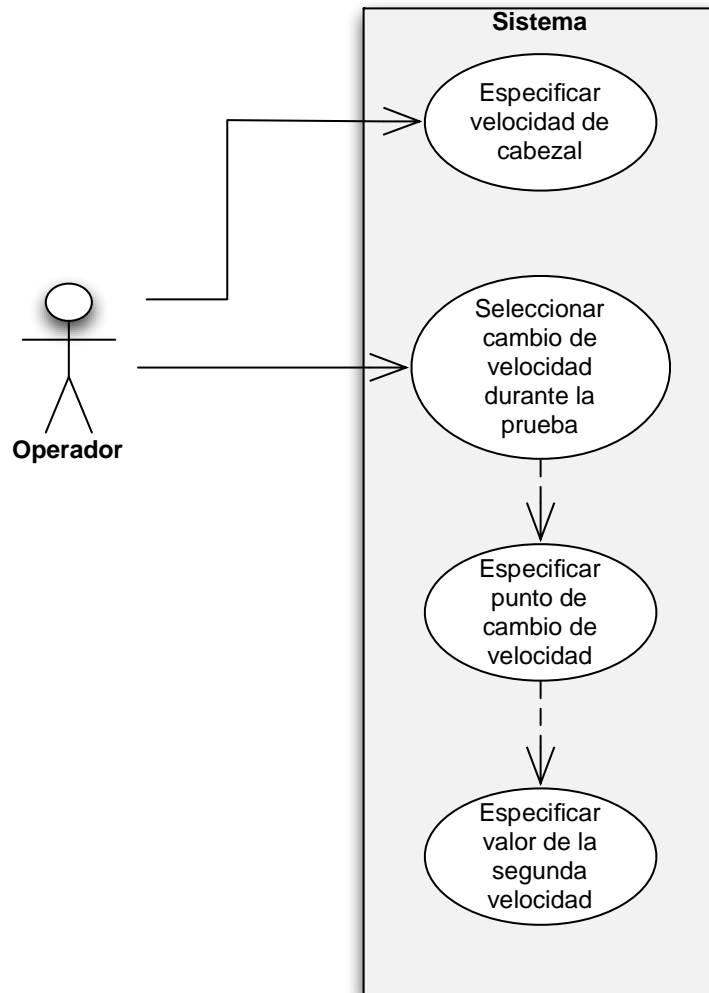 Sistema
Especificar
velocidad de
cabezal
Seleccionar
cambio de
velocidad
durante la
prueba
Operador
Especificar
punto de
cambio de
velocidad
Especificar
valor de la
segunda
velocidad